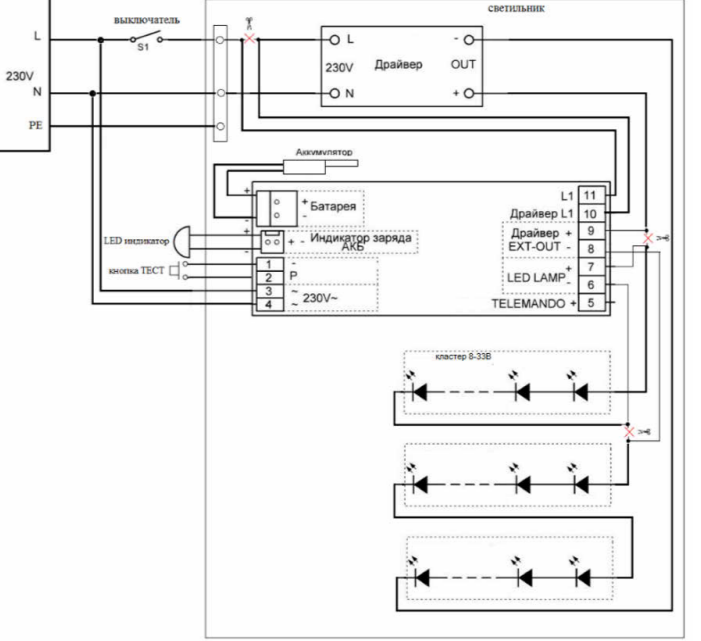 светильник
выключатель
S1
L
230V
N
PE
L
230V
N
Драйвер
-
OUT
+
Аккумулятор
+
-
+
-
Батарея
L1
11
Драйвер L1
10
LED индикатор
+
-
+ -
Индикатор заряда
АКБ
Драйвер +
EXT-OUT -
9
8
кнопка ТЕСТ
1
-
2
P
3
~
4
~
230V~
+
LED LAMP
-
7
6
TELEMANDO +
5
кластер 8-33В